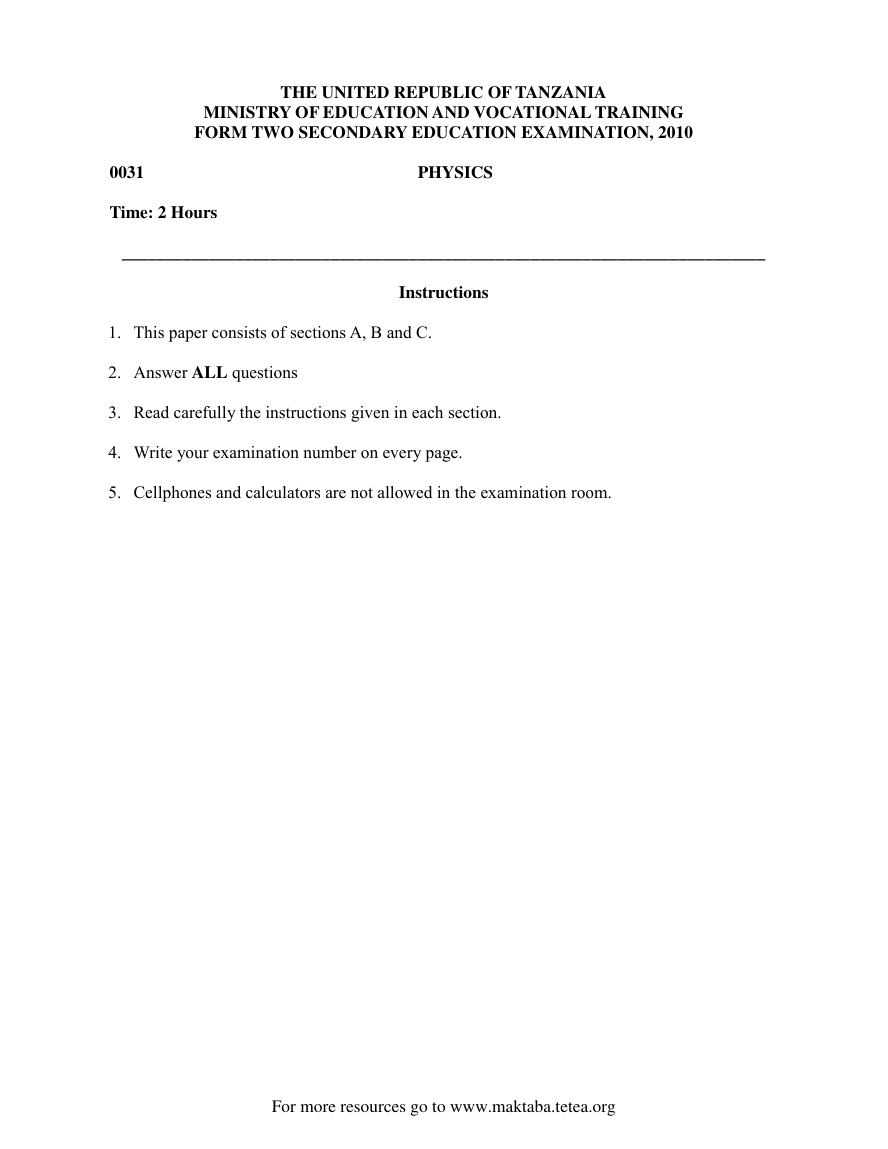 THE UNITED REPUBLIC OF TANZANIA
MINISTRY OF EDUCATION AND VOCATIONAL TRAINING
FORM TWO SECONDARY EDUCATION EXAMINATION, 2010
0031 PHYSICS
Time: 2 Hours
Instructions
1. This paper consists of sections A, B and C.
2. Answer ALL questions
3. Read carefully the instructions given in each section.
4. Write your examination number on every page.
5. Cellphones and calculators are not allowed in the examination room.
For more resources go to www.maktaba.tetea.org